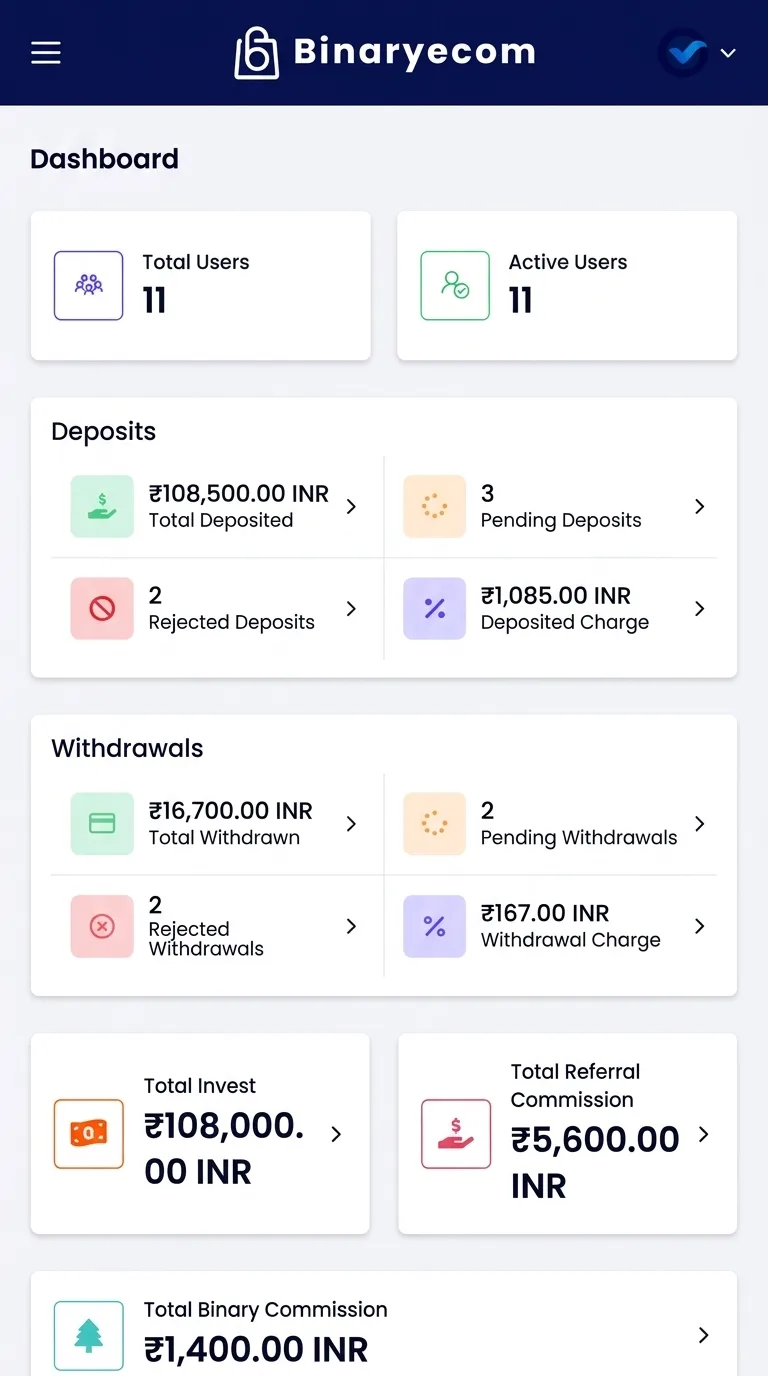 Binaryecom
Dashboard
Total Users
11
Active Users
11
Deposits
₹108,500.00 INR
Total Deposited
3
Pending Deposits
2
Rejected Deposits
₹1,085.00 INR
Deposited Charge
Withdrawals
₹16,700.00 INR
Total Withdrawn
2
Pending Withdrawals
2
Rejected
Withdrawals
₹167.00 INR
Withdrawal Charge
Total Invest
₹108,000.
00 INR
Total Referral
Commission
₹5,600.00
INR
Total Binary Commission
₹1,400.00 INR